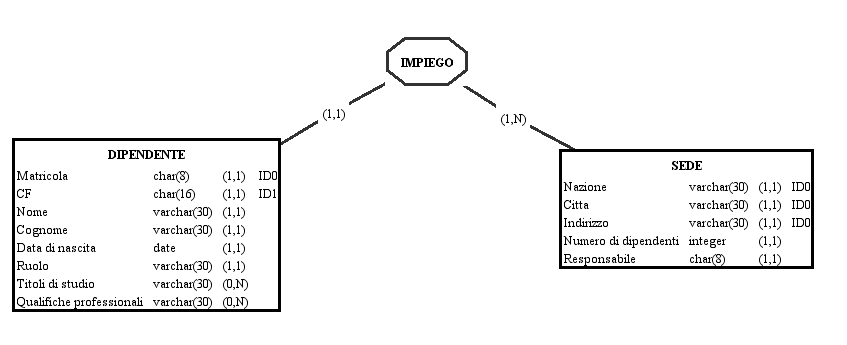 IMPIEGO
(1,1)
(1,N)
DIPENDENTE
Matricola char(8) (1,1) ID0
CF char(16) (1,1) ID1
Nome varchar(30) (1,1)
Cognome varchar(30) (1,1)
Data di nascita date (1,1)
Ruolo varchar(30) (1,1)
Titoli di studio varchar(30) (0,N)
Qualifiche professionali varchar(30) (0,N)
SEDE
Nazione varchar(30) (1,1) ID0
Citta varchar(30) (1,1) ID0
Indirizzo varchar(30) (1,1) ID0
Numero di dipendenti integer (1,1)
Responsabile char(8) (1,1)